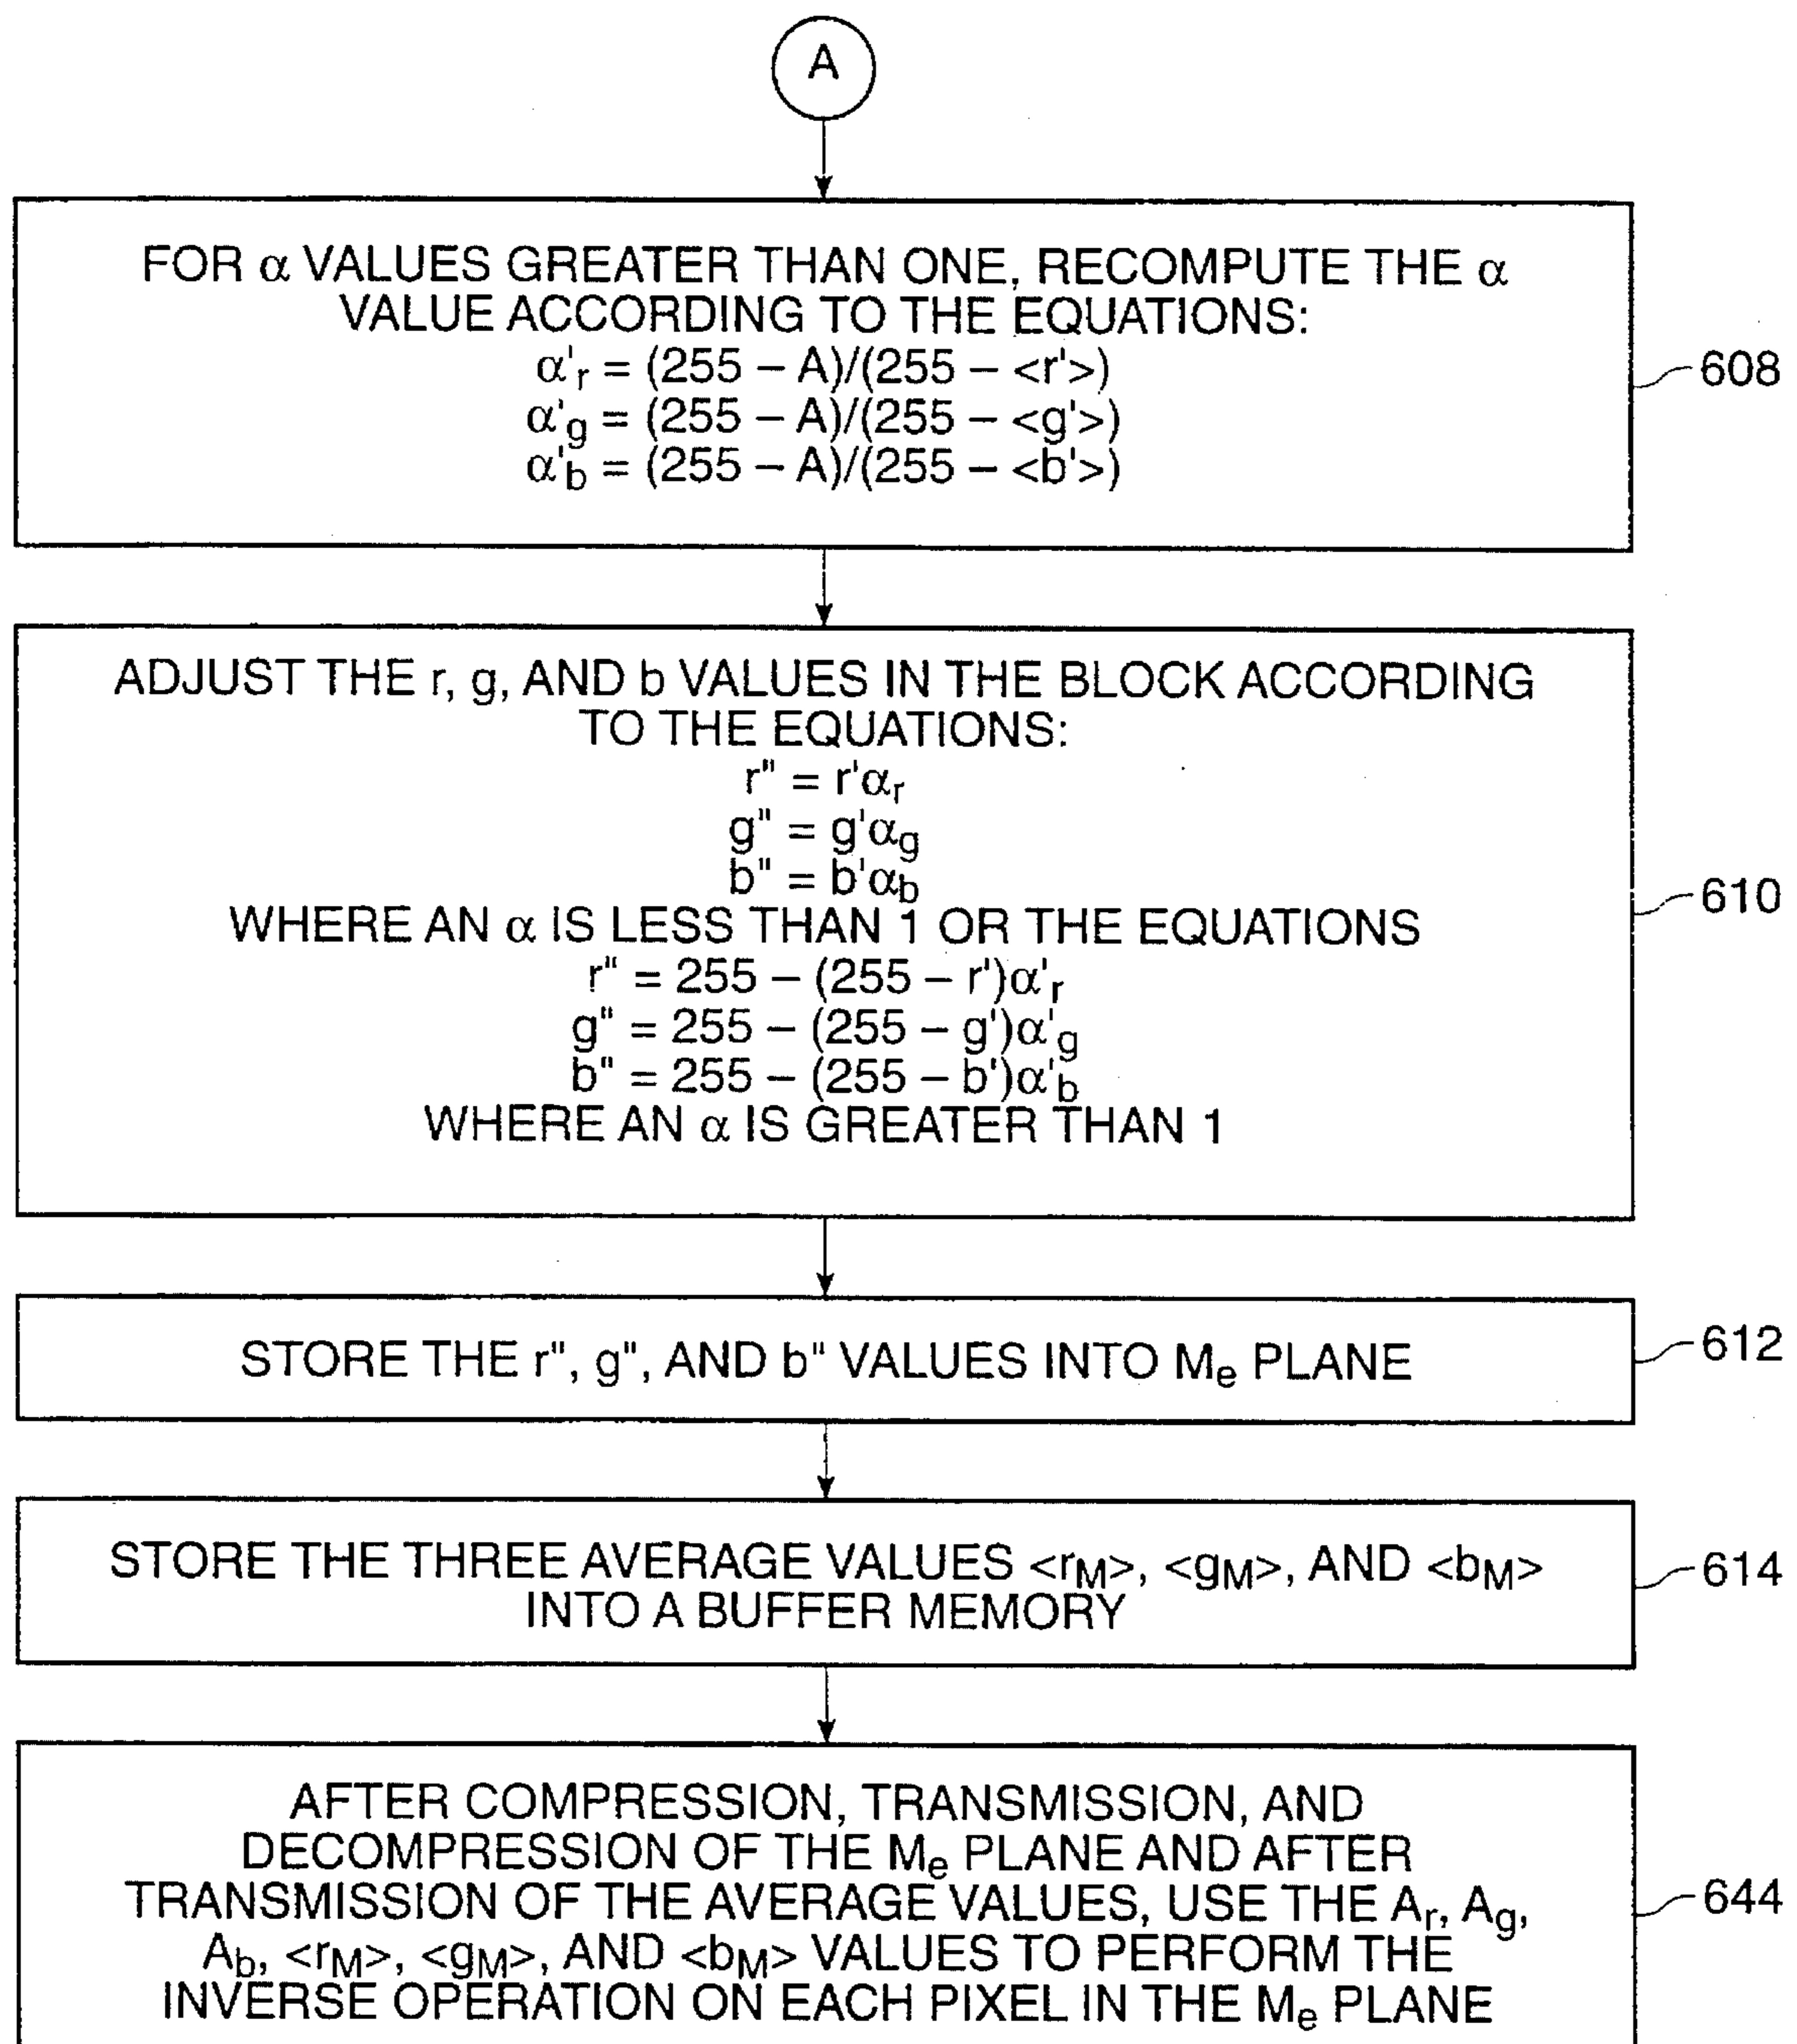 A
FOR α VALUES GREATER THAN ONE, RECOMPUTE THE α
VALUE ACCORDING TO THE EQUATIONS:
α'r = (255 – A)/(255 – <r'>)
α'g = (255 – A)/(255 – <g'>)
α'b = (255 – A)/(255 – <b'>)
608
ADJUST THE r, g, AND b VALUES IN THE BLOCK ACCORDING
TO THE EQUATIONS:
r" = r'αr
g" = g'αg
b" = b'αb
WHERE AN α IS LESS THAN 1 OR THE EQUATIONS
r" = 255 – (255 – r')α'r
g" = 255 – (255 – g')α'g
b" = 255 – (255 – b')α'b
WHERE AN α IS GREATER THAN 1
610
STORE THE r", g", AND b" VALUES INTO Me PLANE
612
STORE THE THREE AVERAGE VALUES <rM>, <gM>, AND <bM>
INTO A BUFFER MEMORY
614
AFTER COMPRESSION, TRANSMISSION, AND
DECOMPRESSION OF THE Me PLANE AND AFTER
TRANSMISSION OF THE AVERAGE VALUES, USE THE Ar, Ag,
Ab, <rM>, <gM>, AND <bM> VALUES TO PERFORM THE
INVERSE OPERATION ON EACH PIXEL IN THE Me PLANE
644